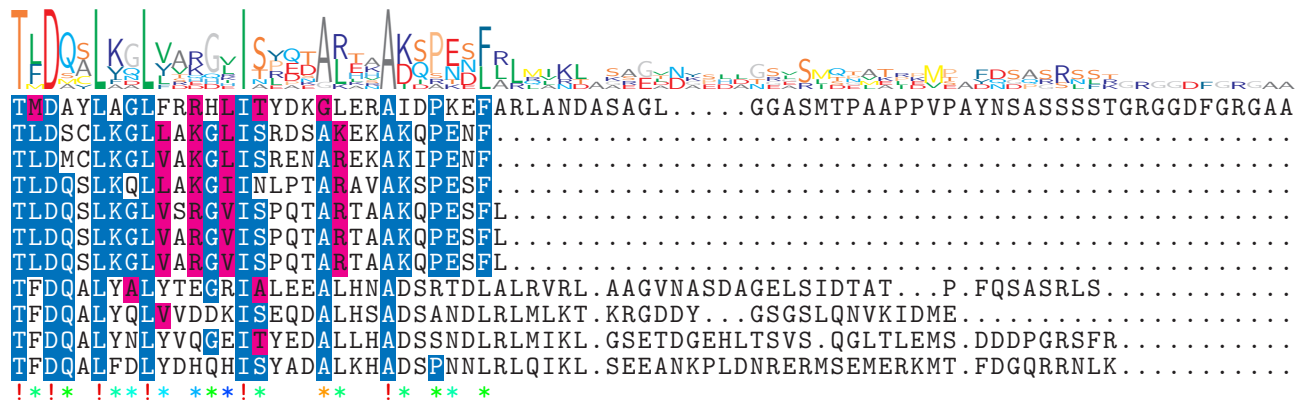 TMDAYLAGLFRRHLITYDKGLERAIDPKEFARLANDASAGL.....GGASMTPAAPPVPAYNSASSSSTGRGGDFGRGAA
TLDSCLKGLLAKGLISRDSAKEKAKQPENF..................................................
TLDMCLKGLVAKGLISRENAREKAKIPENF..................................................
TLDQSLKQLLAKGIINLPTARAVAKSPESF..................................................
TLDQSLKGLVSRGVISPQTARTAAKQPESFL.................................................
TLDQSLKGLVARGVISPQTARTAAKQPESFL.................................................
TLDQSLKGLVARGVISPQTARTAAKQPESFL.................................................
TFDQALYALYTEGRIALEEALHNADSRTDLALRVRL.AAGVNASDAGELSIDTAT...P.FQSASRLS............
TFDQALYQLVVDDKISEQDALHSADSANDLRLMLKT.KRGDDY...GSGSLQNVKIDME.....................
TFDQALYNLYVQGEITYEDALLHADSSNDLRLMIKL.GSETDGEHLTSVS.QGLTLEMS.DDDPGRSFR...........
TFDQALFDLYDHQHISYADALKHADSPNNLRLQIKL.SEEANKPLDNRERMSEMERKMT.FDGQRRNLK...........
!*!* !**!* ***!*   **  !* ** *